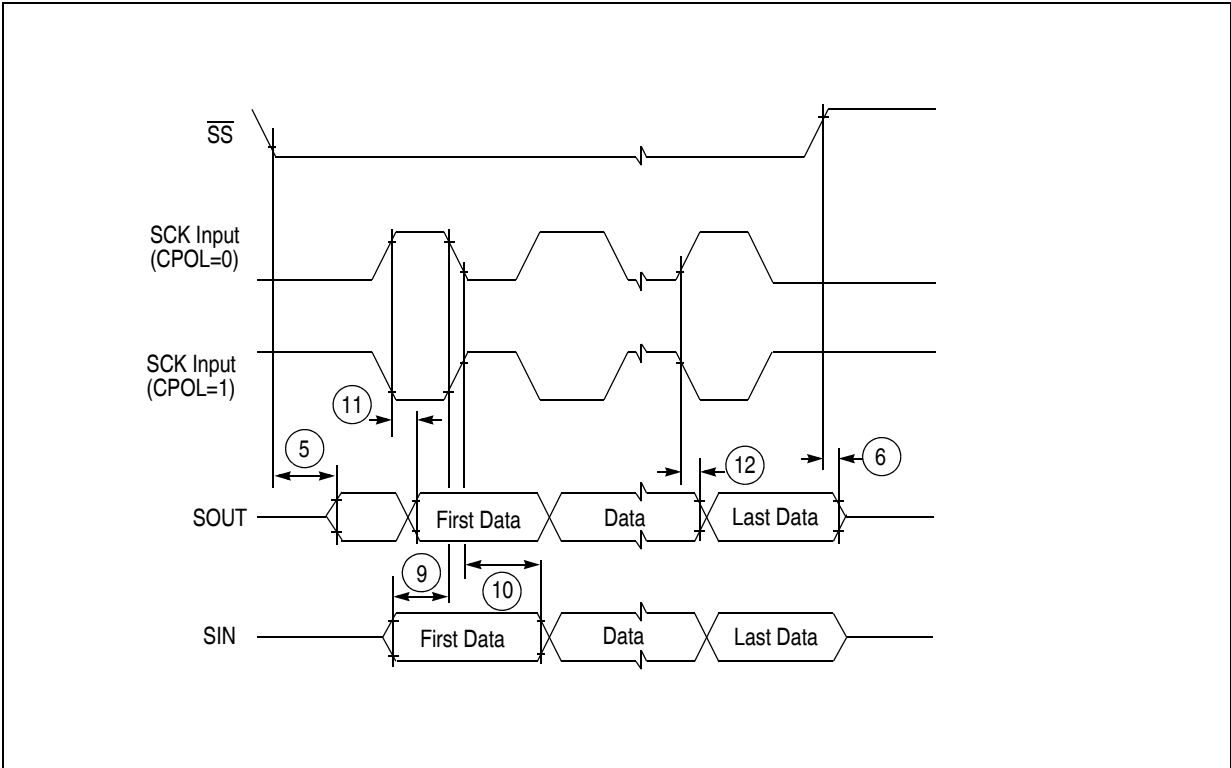 S̅S̅
SCK Input
(CPOL=0)
SCK Input
(CPOL=1)
11
5
12
6
SOUT
First Data
Data
Last Data
9
10
SIN
First Data
Data
Last Data